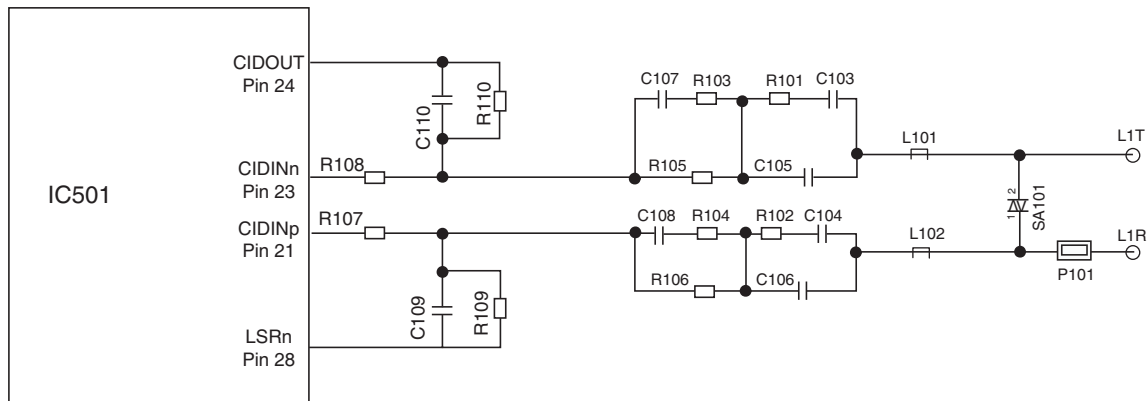 IC501
CIDOUT
Pin 24
CIDINn
Pin 23
CIDINp
Pin 21
LSRn
Pin 28
C110
R110
R108
R107
C109
R109
C107
R103
R101
C103
R105
C105
C108
R104
R102
C104
R106
C106
L101
L102
1 2
SA101
L1T
L1R
P101